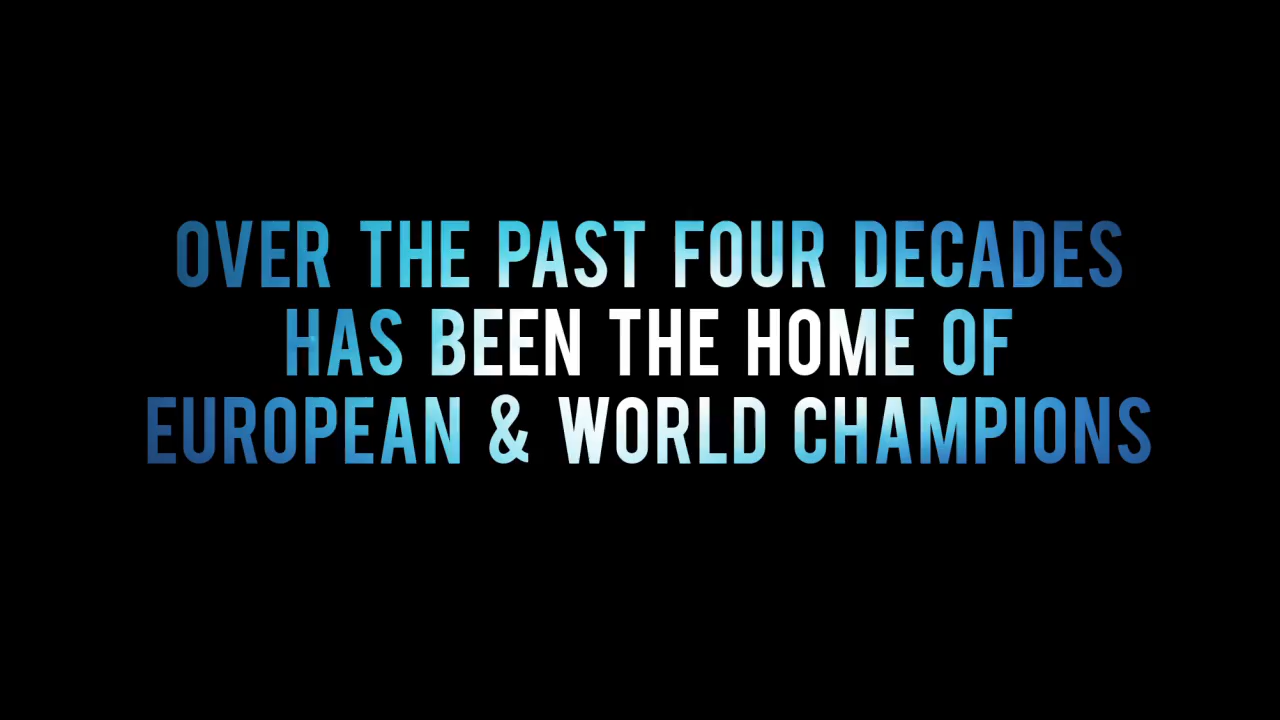 OVER THE PAST FOUR DECADES
HAS BEEN THE HOME OF
EUROPEAN & WORLD CHAMPIONS